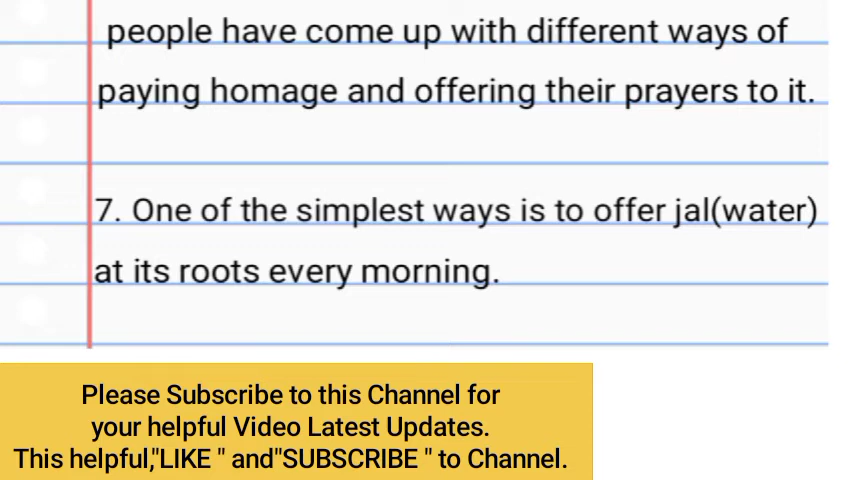 people have come up with different ways of
paying homage and offering their prayers to it.
7. One of the simplest ways is to offer jal(water)
at its roots every morning.
Please Subscribe to this Channel for
your helpful Video Latest Updates.
This helpful,"LIKE " and"SUBSCRIBE " to Channel.